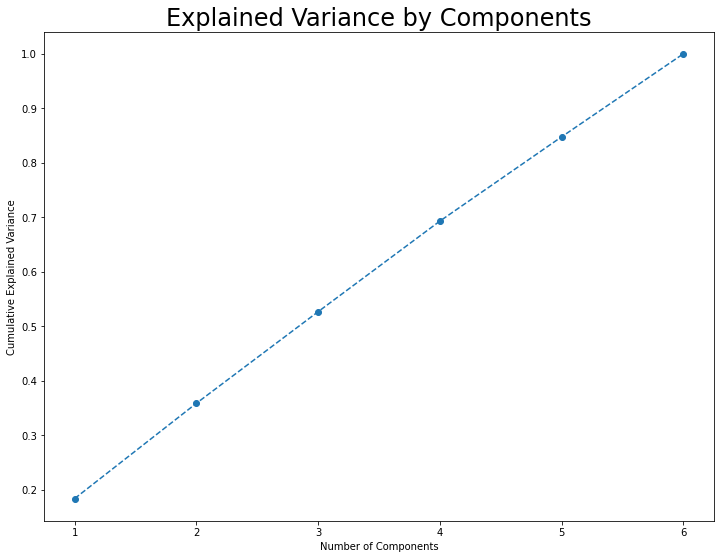 Explained Variance by Components
1.0
0.9
0.8
0.7
0.6
0.5
0.4
0.3
0.2
Cumulative Explained Variance
1 2 3 4 5 6
Number of Components